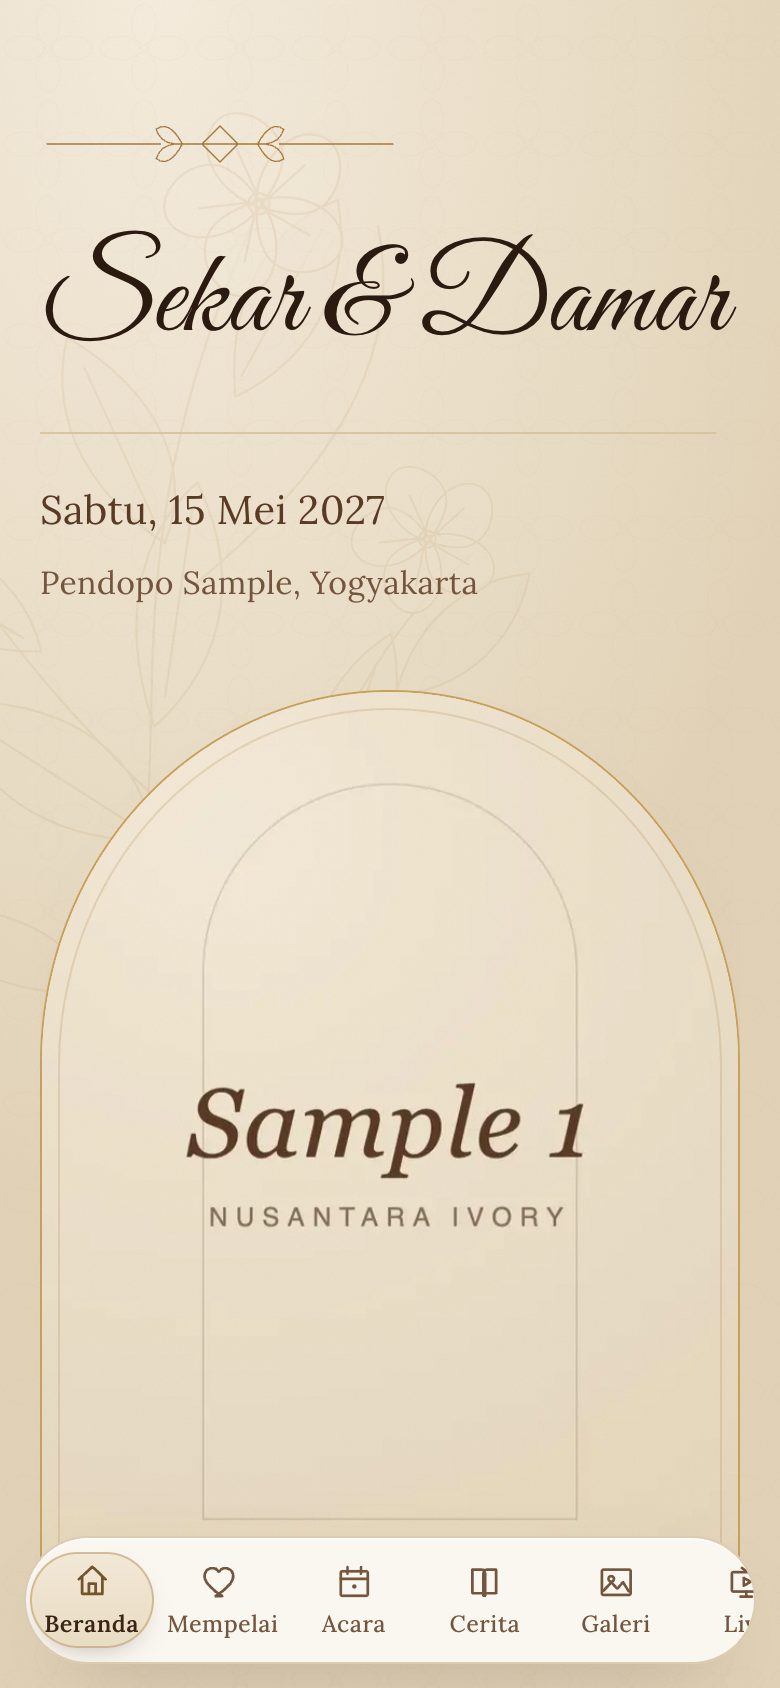 Sekar & Damar
Sabtu, 15 Mei 2027
Pendopo Sample, Yogyakarta
Sample 1
NUSANTARA IVORY
Beranda Mempelai Acara Cerita Galeri